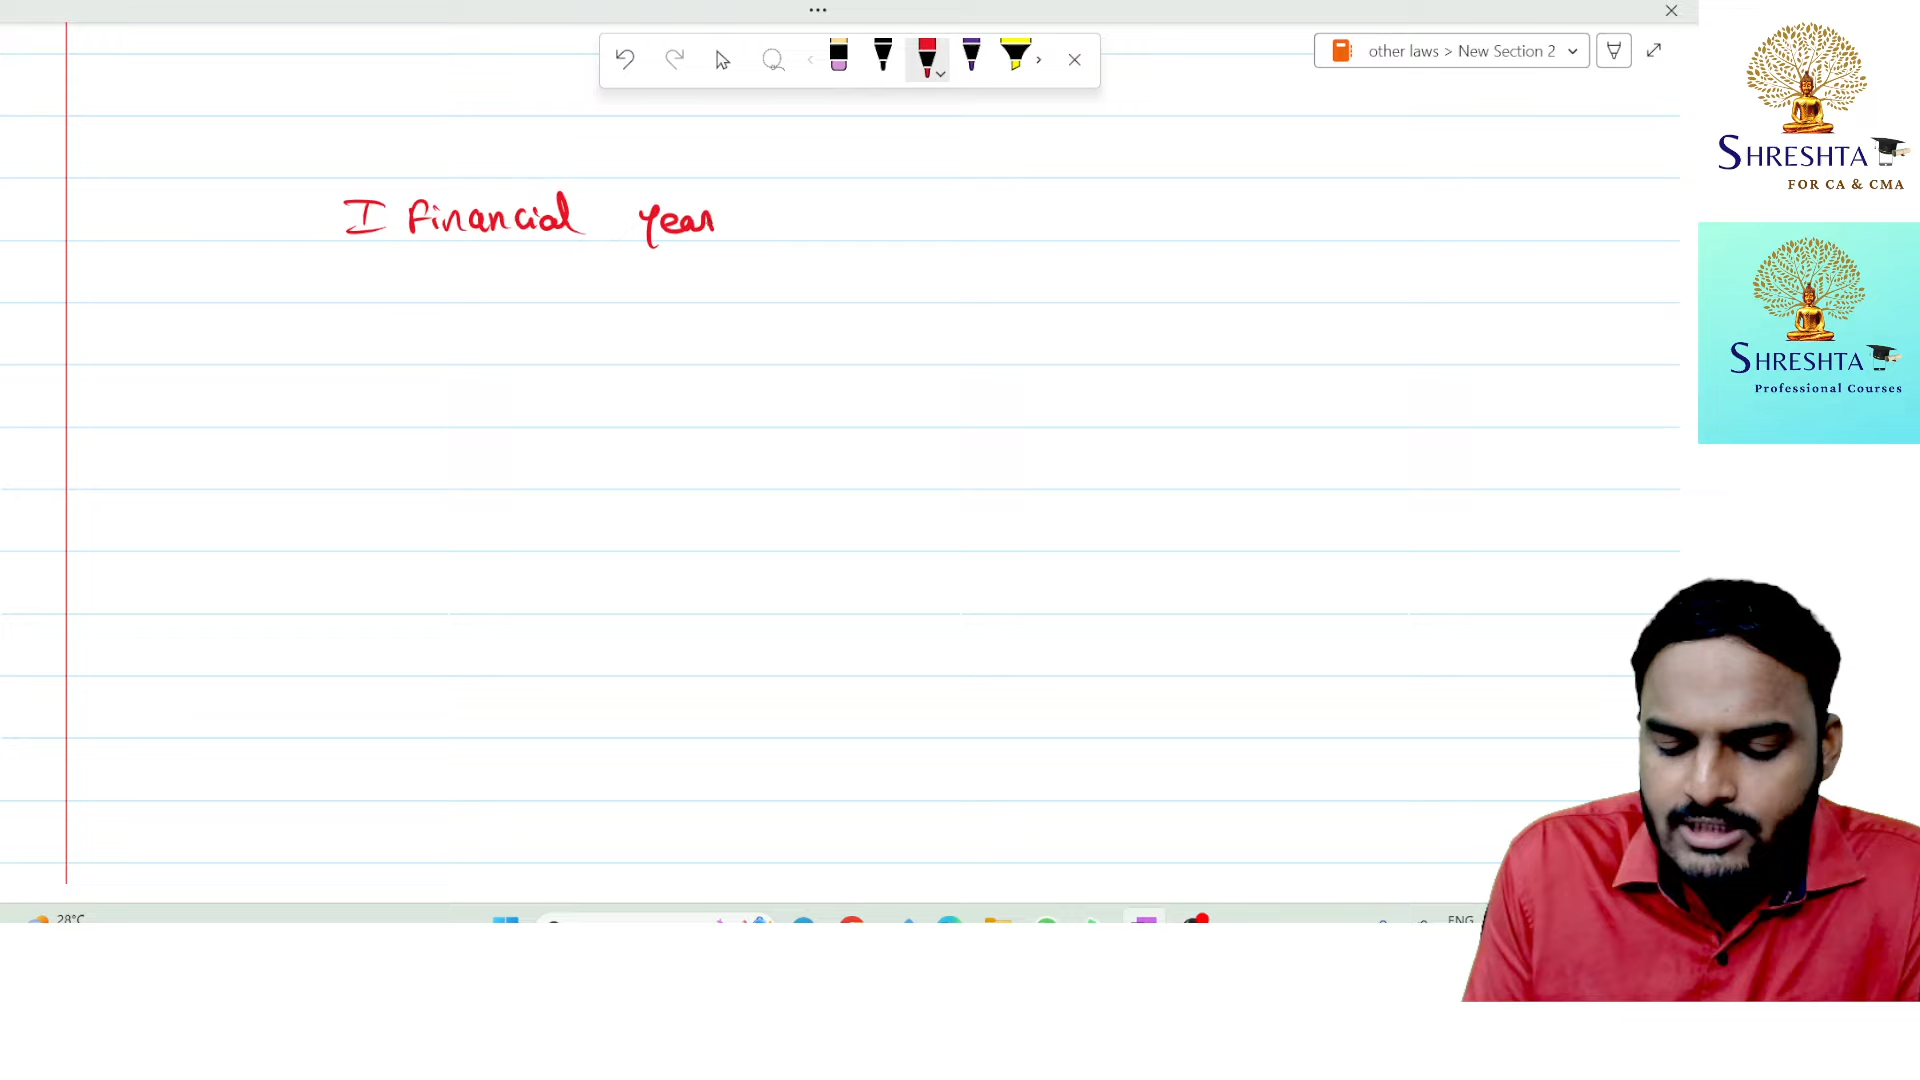 other laws > New Section 2
SHRESHTA
FOR CA & CMA
I financial year
SHRESHTA
Professional Courses
28°C
ENG